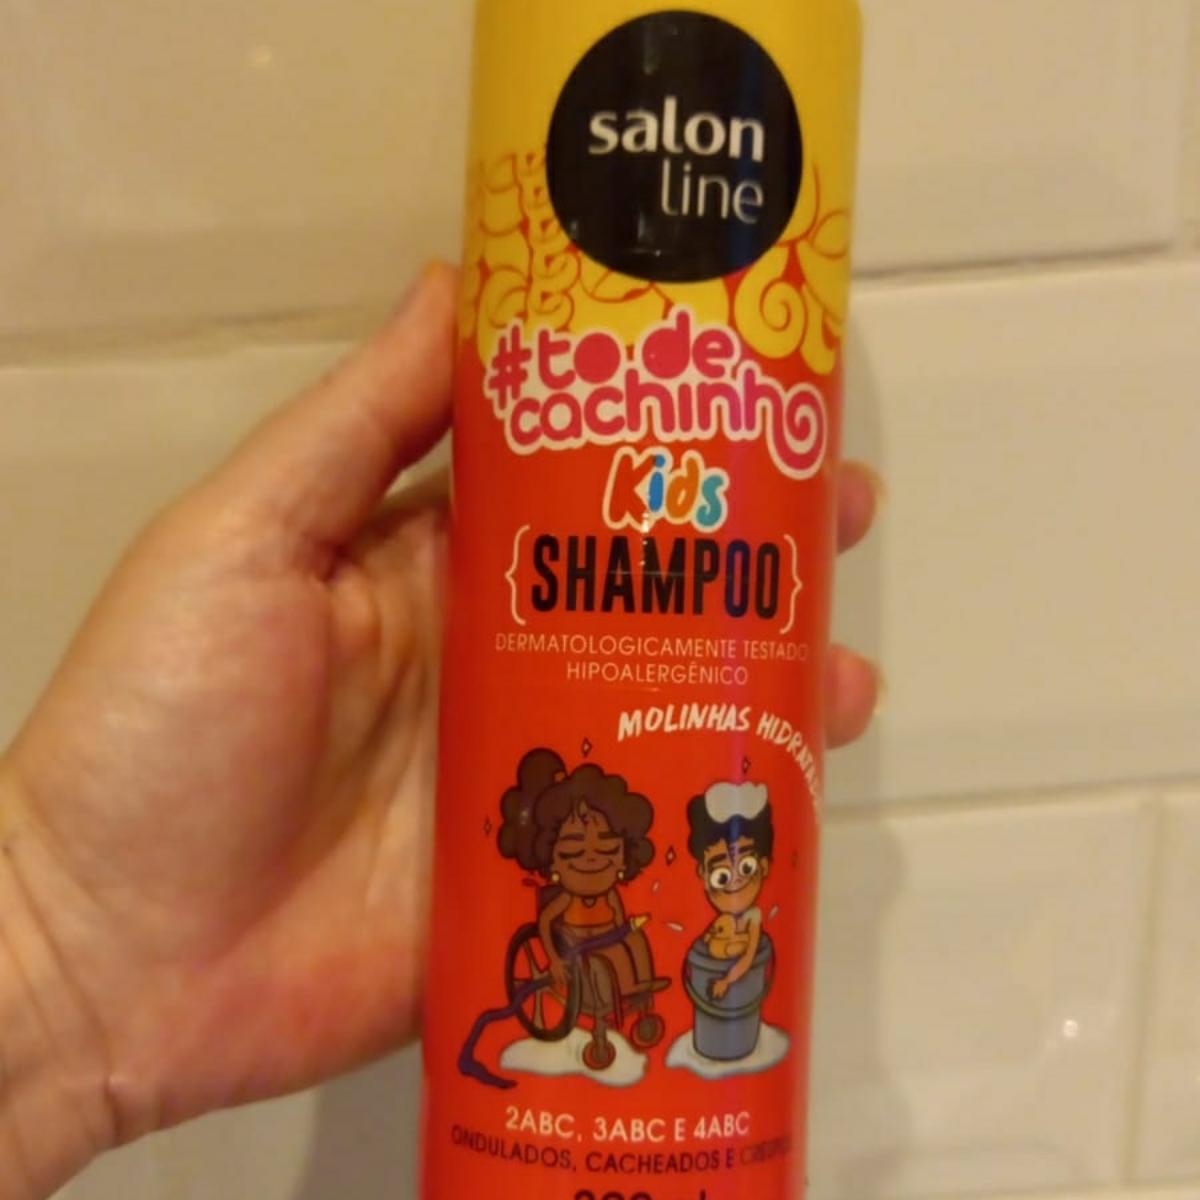 salon
line
#to de
cachinho
Kids
{SHAMPOO}
DERMATOLOGICAMENTE TESTADO
HIPOALERGÊNICO
MOLINHAS
2ABC, 3ABC E 4ABC
ONDULADOS, CACHEADOS E